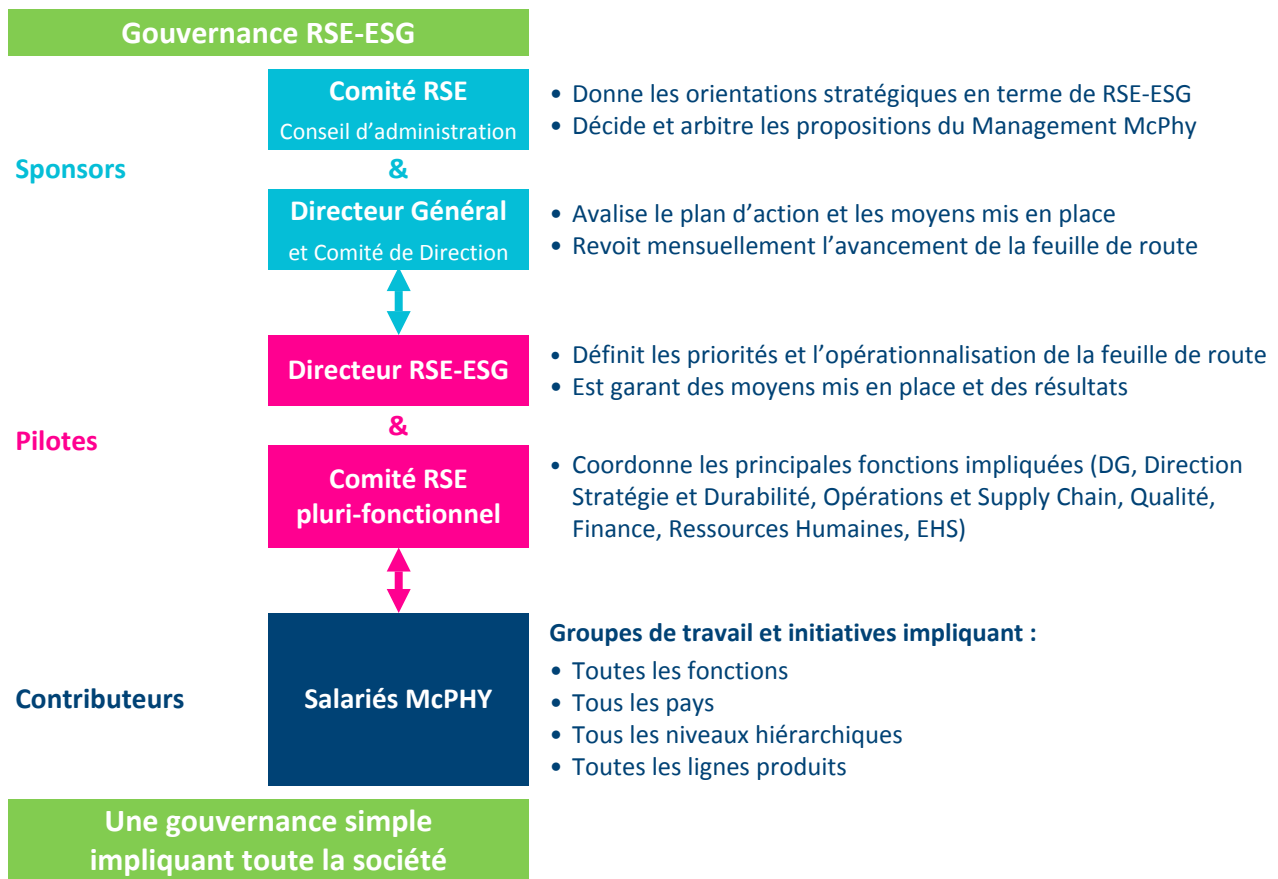 Gouvernance RSE-ESG
Sponsors
Comité RSE
Conseil d’administration
• Donne les orientations stratégiques en terme de RSE-ESG
• Décide et arbitre les propositions du Management McPhy
&
Directeur Général
et Comité de Direction
• Avalise le plan d’action et les moyens mis en place
• Revoit mensuellement l’avancement de la feuille de route
Pilotes
Directeur RSE-ESG
• Définit les priorités et l’opérationnalisation de la feuille de route
• Est garant des moyens mis en place et des résultats
&
Comité RSE
pluri-fonctionnel
• Coordonne les principales fonctions impliquées (DG, Direction
Stratégie et Durabilité, Opérations et Supply Chain, Qualité,
Finance, Ressources Humaines, EHS)
Contributeurs
Salariés McPHY
Groupes de travail et initiatives impliquant :
• Toutes les fonctions
• Tous les pays
• Tous les niveaux hiérarchiques
• Toutes les lignes produits
Une gouvernance simple
impliquant toute la société